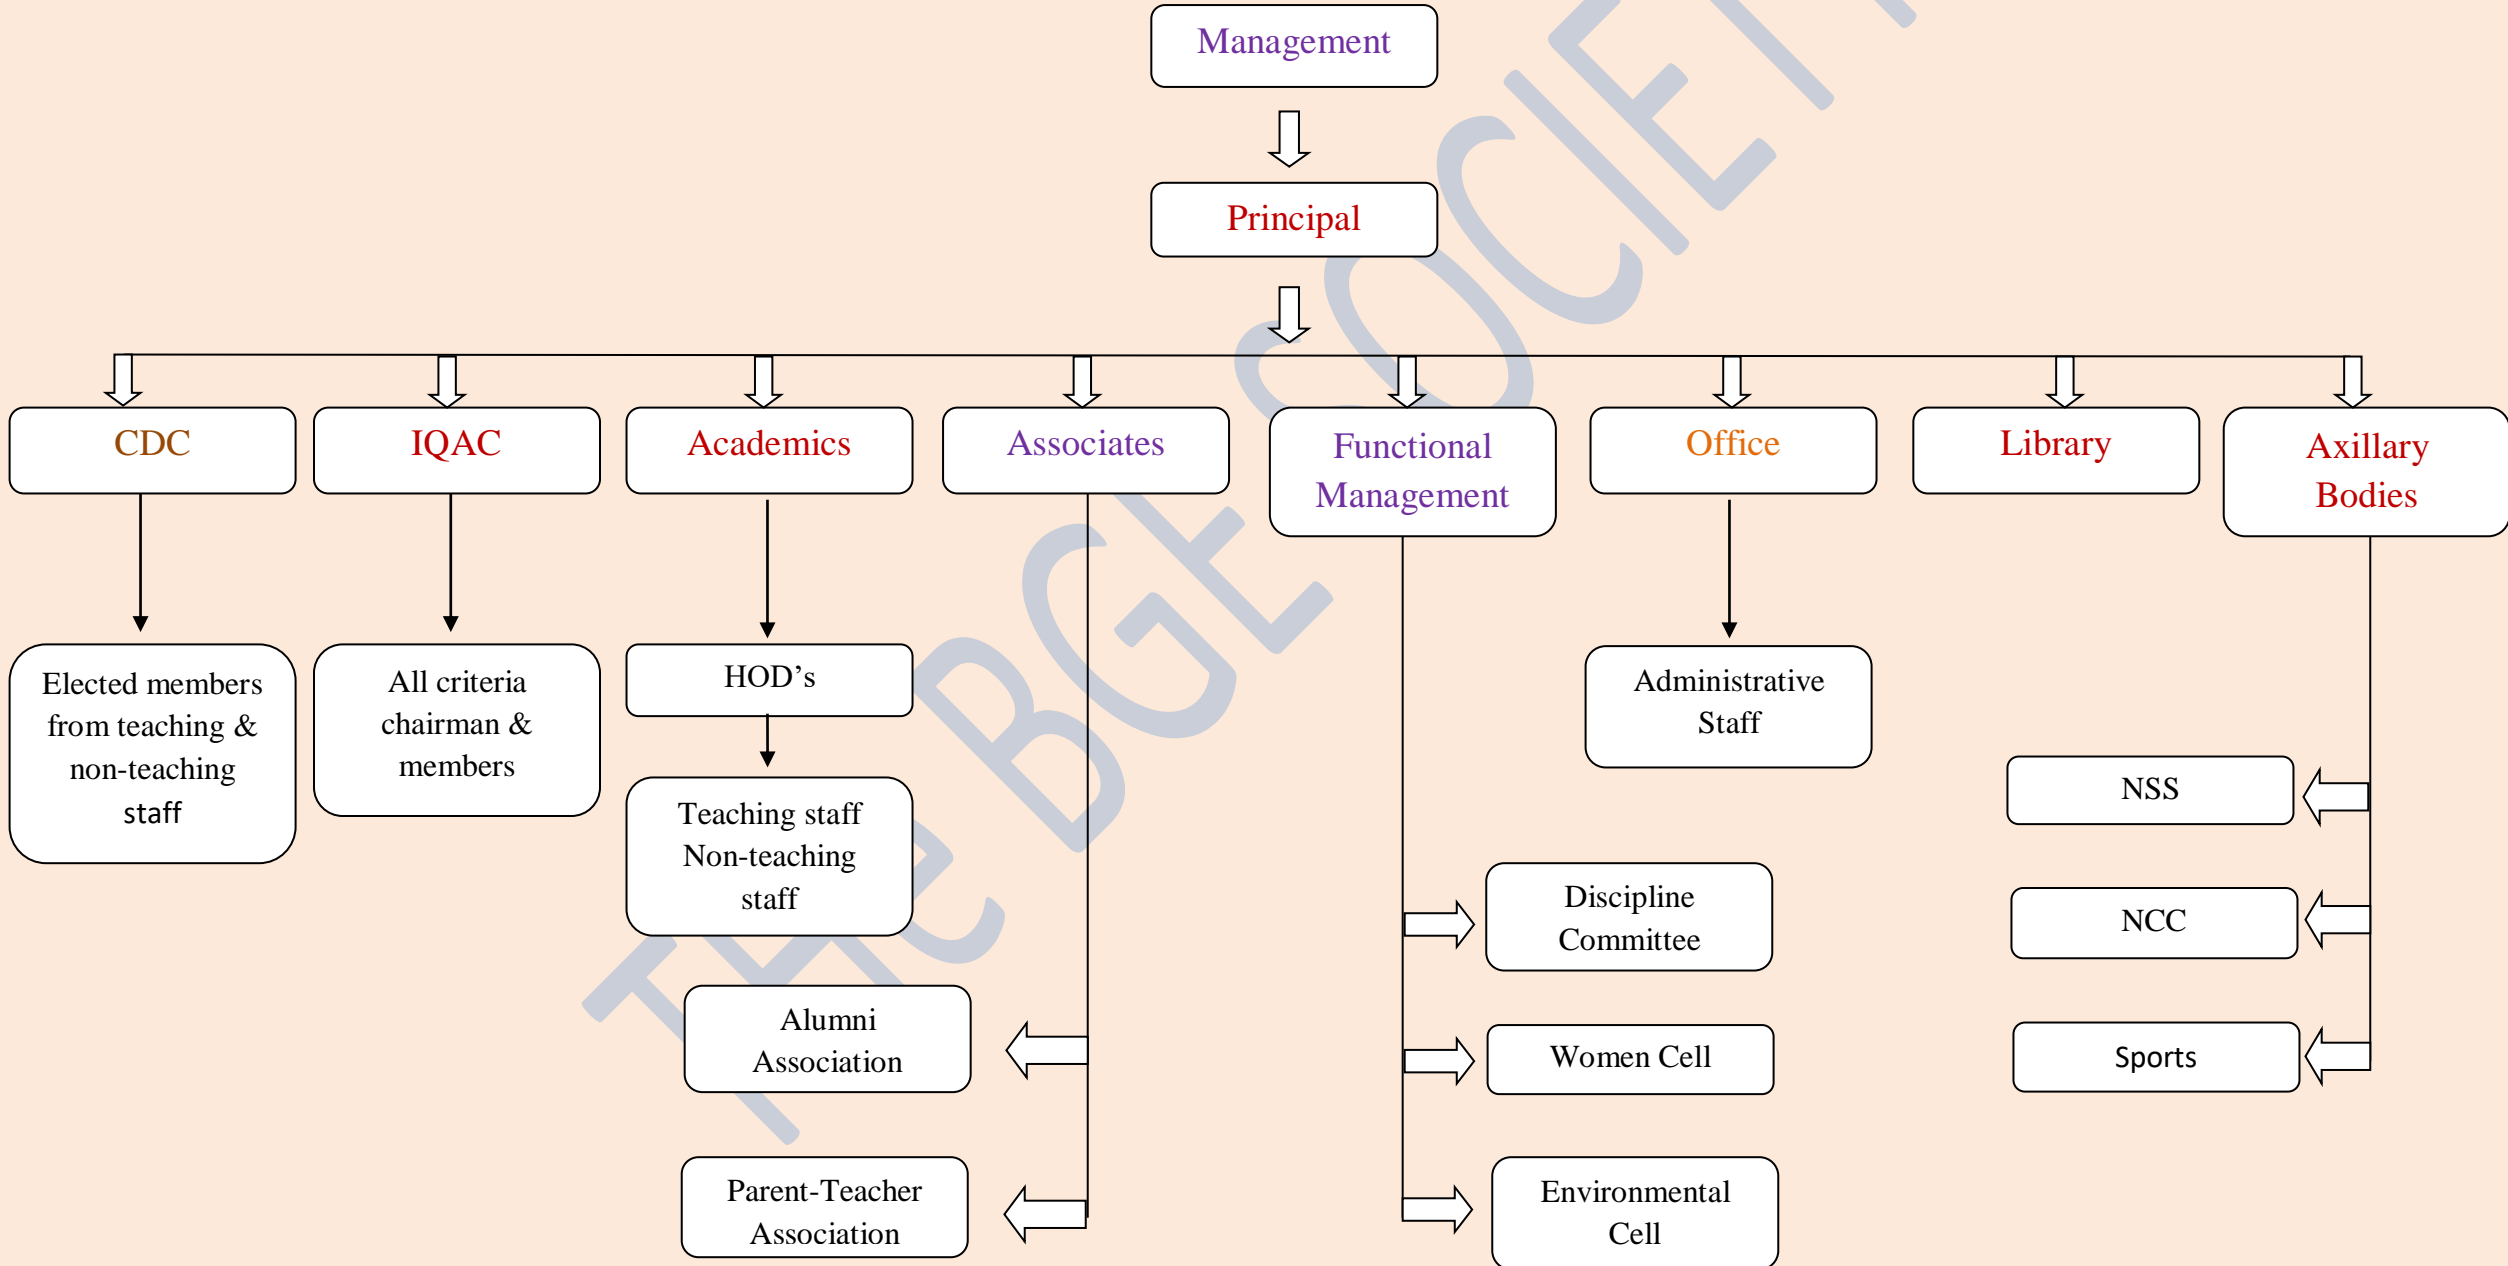 Management
Principal
CDC
IQAC
Academics
Associates
Functional
Management
Office
Library
Axillary
Bodies
Elected members
from teaching &
non-teaching
staff
All criteria
chairman &
members
HOD’s
Teaching staff
Non-teaching
staff
Alumni
Association
Parent-Teacher
Association
Discipline
Committee
Women Cell
Environmental
Cell
Administrative
Staff
NSS
NCC
Sports
THe BGE SOCIET